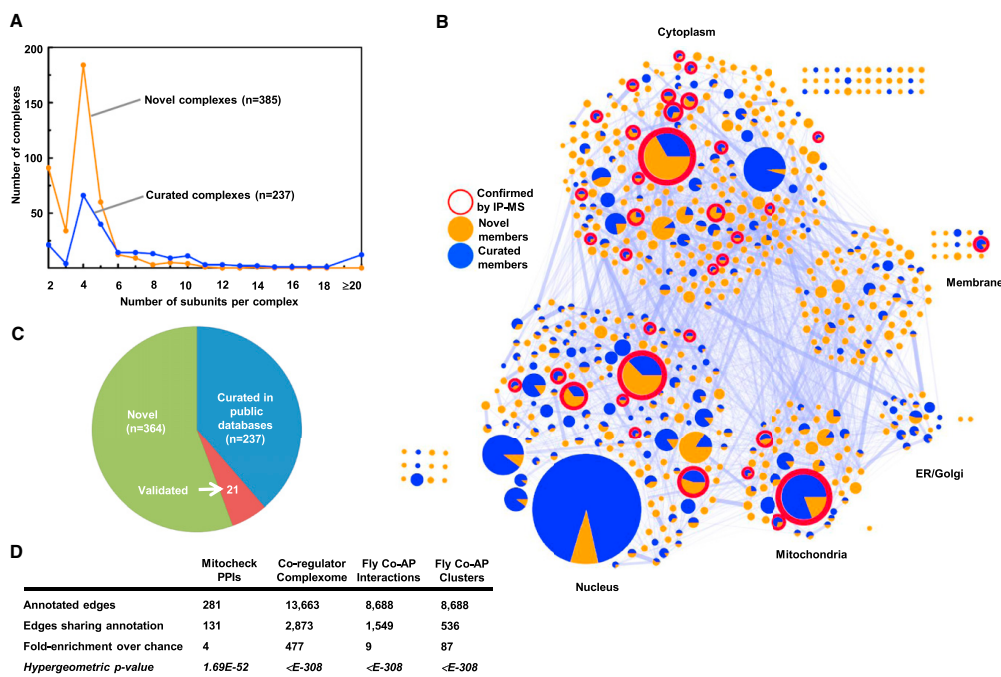 A
200
150
100
50
Number of complexes
Novel complexes (n=385)
Curated complexes (n=237)
2 4 6 8 10 12 14 16 18 ≥20
Number of subunits per complex
B
Cytoplasm
Confirmed
by IP-MS
Novel
members
Curated
members
Membrane
ER/Golgi
Mitochondria
Nucleus
C
Novel
(n=364)
Curated in
public
databases
(n=237)
Validated 21
D
Mitocheck PPIs
Co-regulator Complexome
Fly Co-AP Interactions
Fly Co-AP Clusters
Annotated edges 281 13,663 8,688 8,688
Edges sharing annotation 131 2,873 1,549 536
Fold-enrichment over chance 4 477 9 87
Hypergeometric p-value 1.69E-52 <E-308 <E-308 <E-308